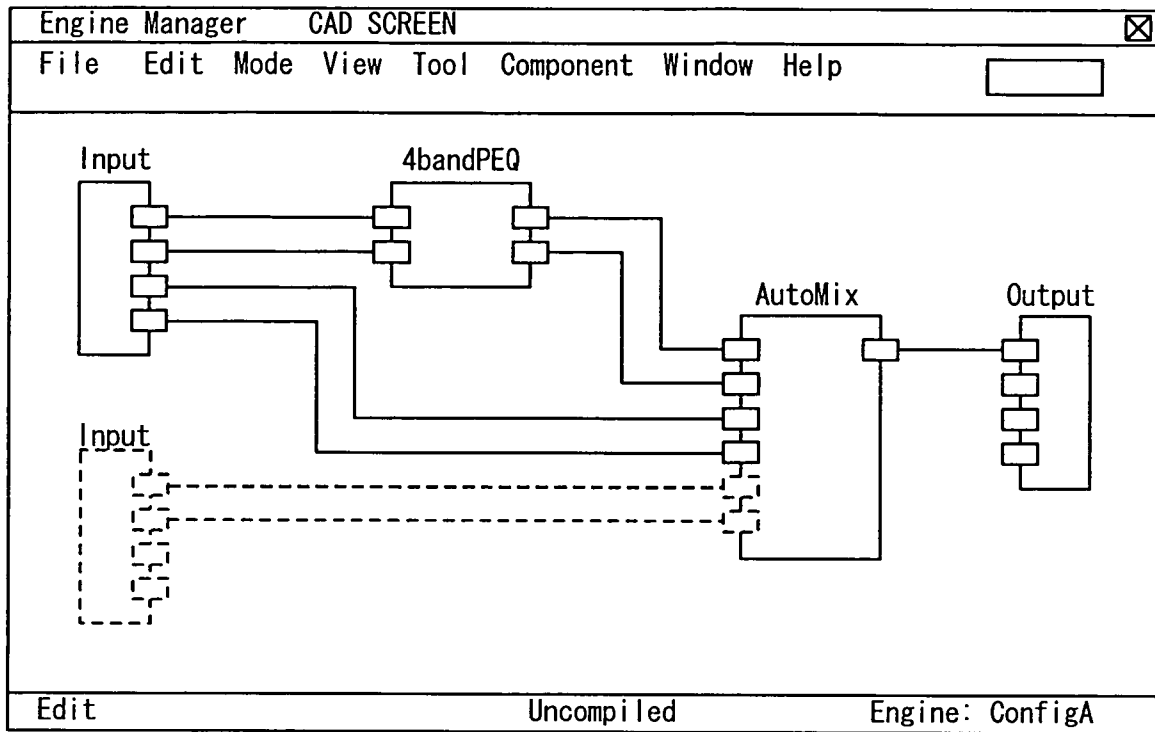 Engine Manager CAD SCREEN
File Edit Mode View Tool Component Window Help
Input 4bandPEQ
AutoMix Output
Input
Edit Uncompiled Engine: ConfigA